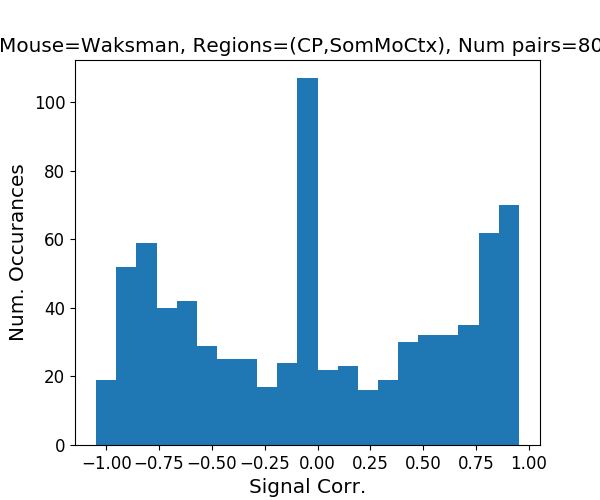 Mouse=Waksman, Regions=(CP,SomMoCtx), Num pairs=80
100
80
60
40
20
0
Num. Occurances
−1.00 −0.75 −0.50 −0.25 0.00 0.25 0.50 0.75 1.00
Signal Corr.